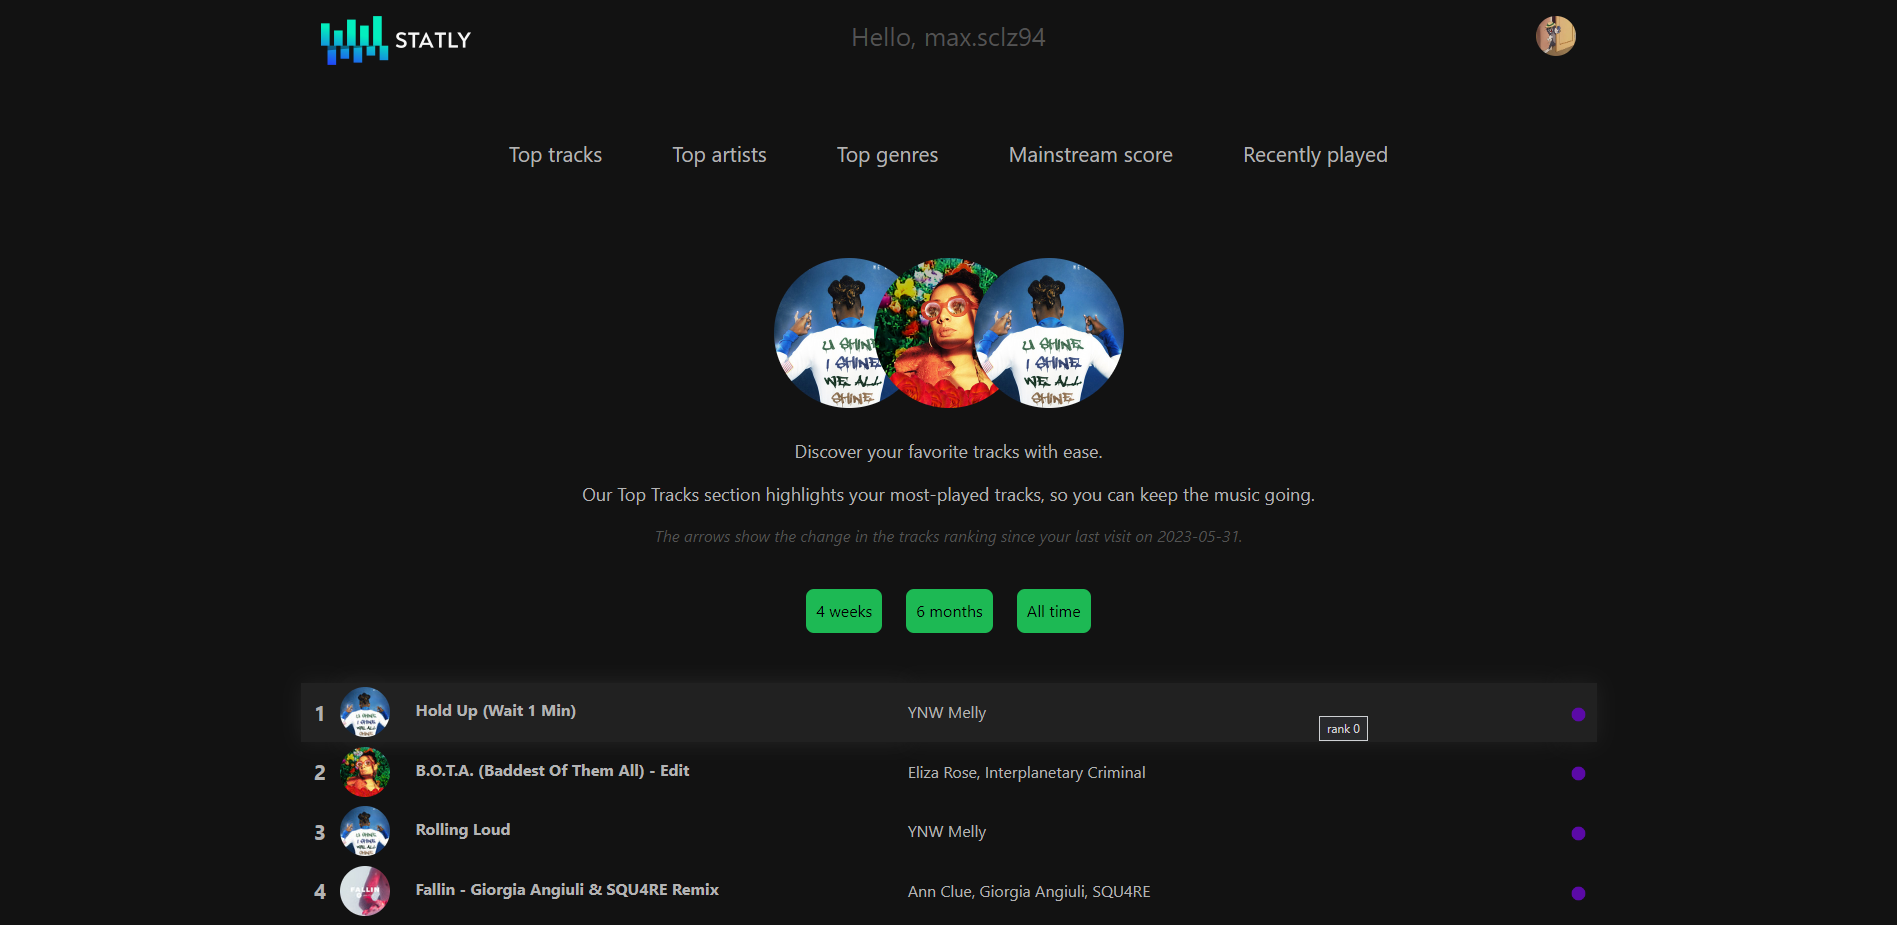 STATLY
Hello, max.sclz94
Top tracks
Top artists
Top genres
Mainstream score
Recently played
U SHINE
I SHINE
WE ALL
SHINE
U SHINE
I SHINE
WE ALL
SHINE
Discover your favorite tracks with ease.
Our Top Tracks section highlights your most-played tracks, so you can keep the music going.
The arrows show the change in the tracks ranking since your last visit on 2023-05-31.
4 weeks
6 months
All time
1 Hold Up (Wait 1 Min) YNW Melly
rank 0
2 B.O.T.A. (Baddest Of Them All) - Edit Eliza Rose, Interplanetary Criminal
3 Rolling Loud YNW Melly
4 FALLIN Fallin - Giorgia Angiuli & SQU4RE Remix Ann Clue, Giorgia Angiuli, SQU4RE